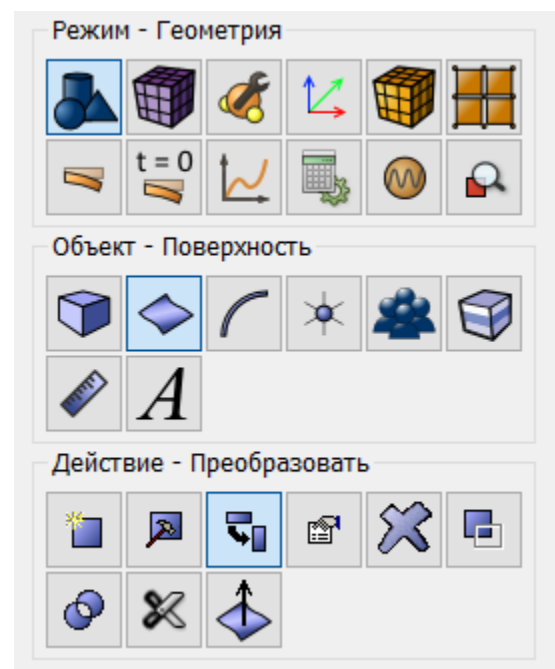 Режим - Геометрия
t = 0
Объект - Поверхность
A
Действие - Преобразовать